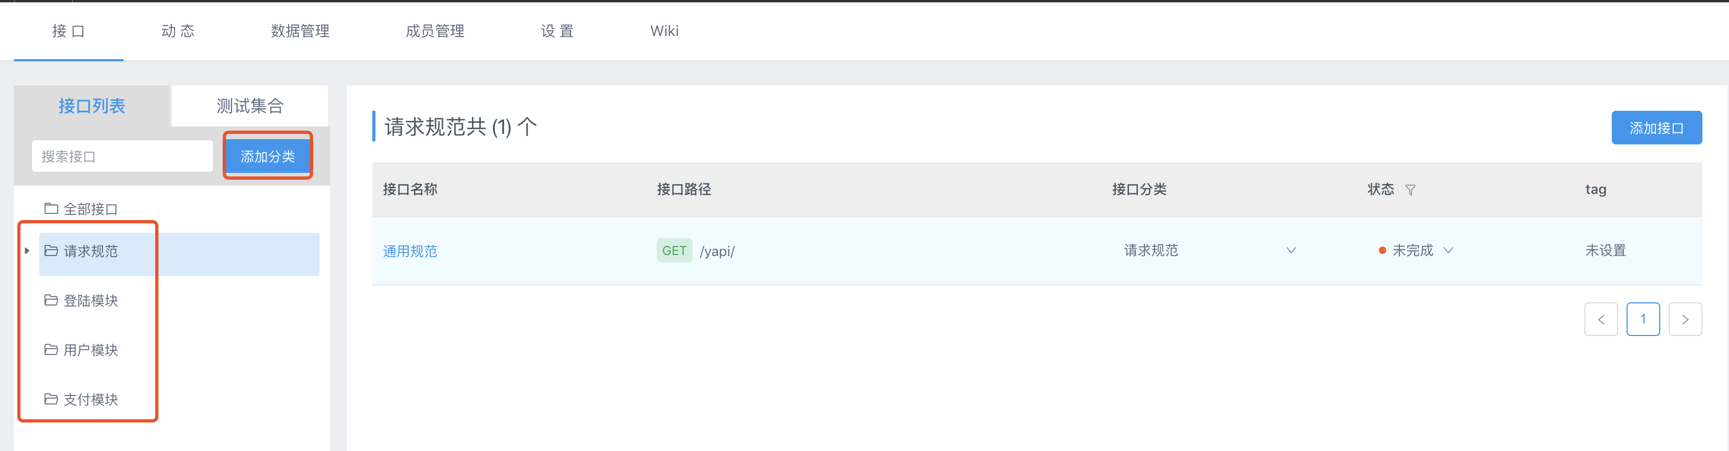 接 口 动 态 数据管理 成员管理 设 置 Wiki
接口列表 测试集合
搜索接口 添加分类
全部接口
请求规范
登陆模块
用户模块
支付模块
请求规范共 (1) 个 添加接口
接口名称 接口路径 接口分类 状态 tag
通用规范 GET /yapi/ 请求规范 未完成 未设置
< 1 >